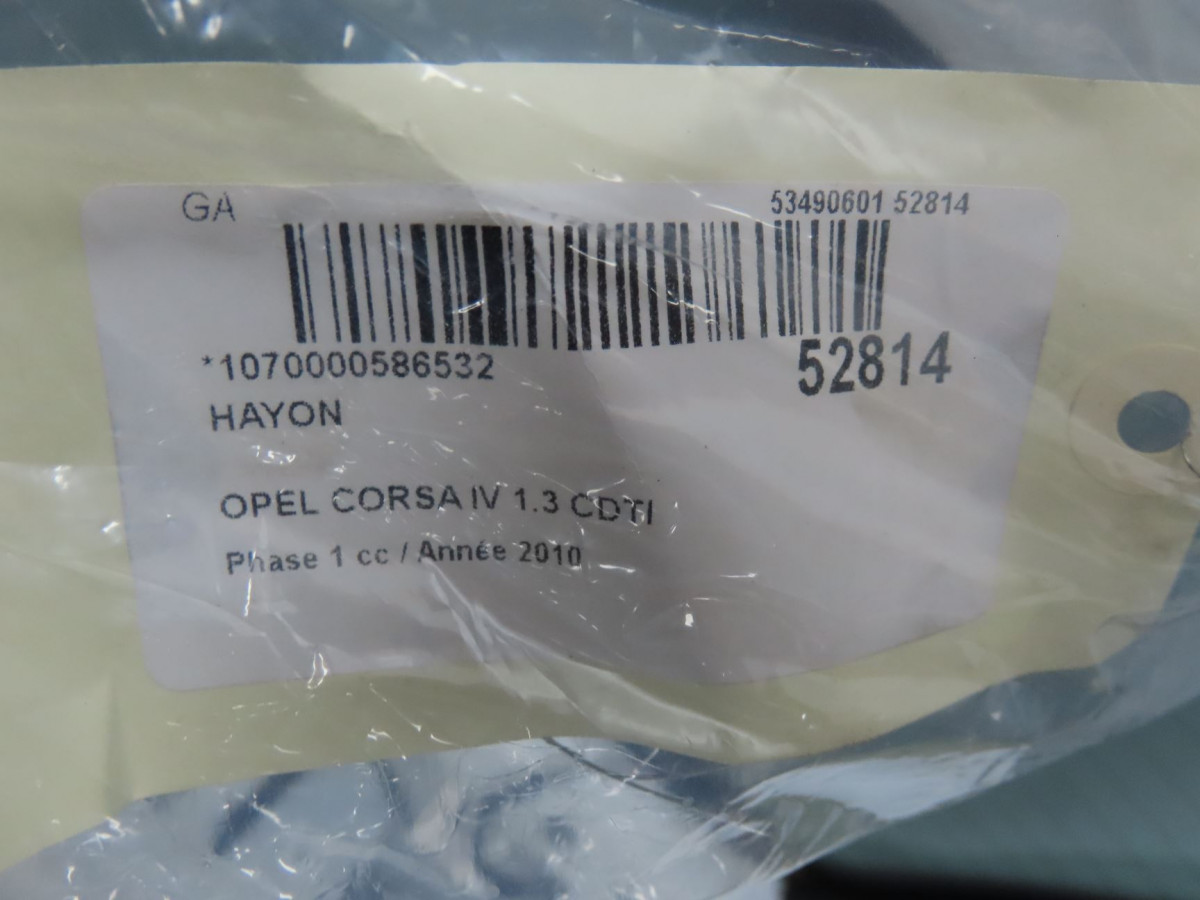 GA
53490601 52814
*1070000586532
52814
HAYON
OPEL CORSA IV 1.3 CDTI
Phase 1 cc / Année 2010